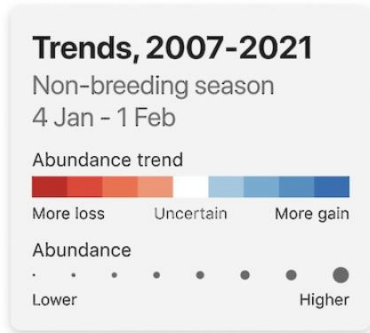 Trends, 2007-2021
Non-breeding season
4 Jan - 1 Feb
Abundance trend
More loss Uncertain More gain
Abundance
Lower Higher